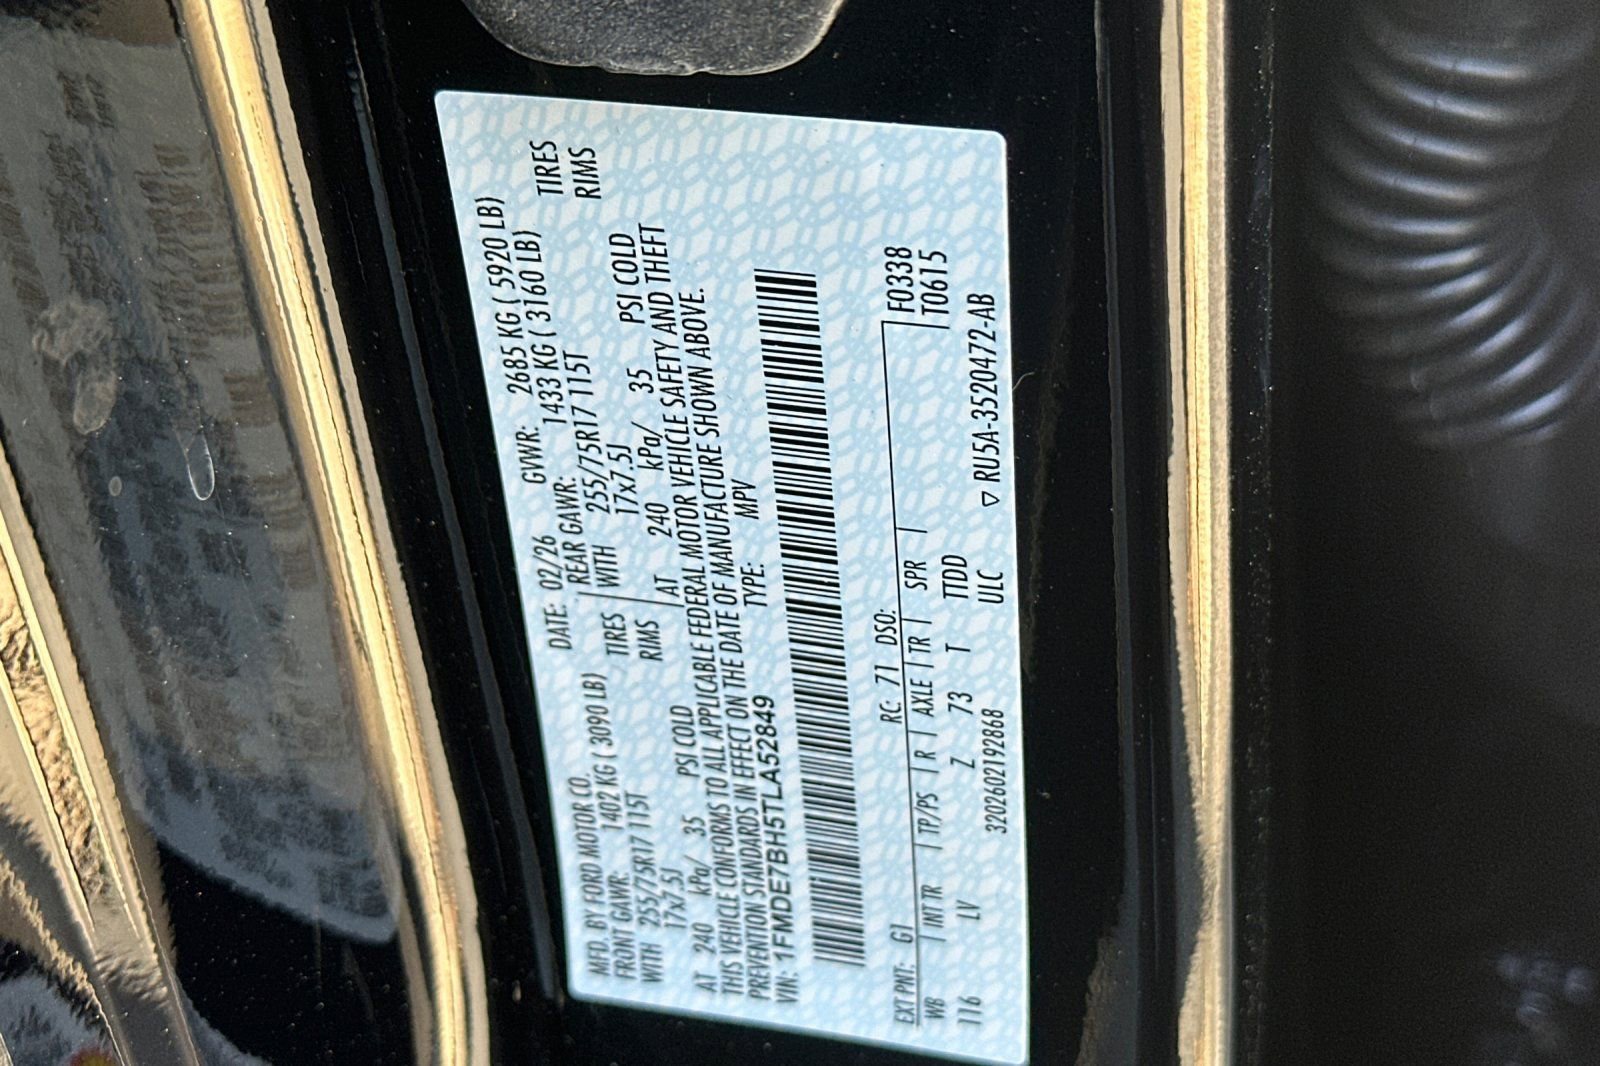 MFD. BY FORD MOTOR CO.
DATE: 02/26 GVWR: 2685 KG ( 5920 LB)
FRONT GAWR: 1402 KG ( 3090 LB) REAR GAWR: 1433 KG ( 3160 LB)
WITH 255/75R17 115T TIRES WITH 255/75R17 115T TIRES
17x7.5J RIMS 17x7.5J RIMS
AT 240 kPa/ 35 PSI COLD AT 240 kPa/ 35 PSI COLD
THIS VEHICLE CONFORMS TO ALL APPLICABLE FEDERAL MOTOR VEHICLE SAFETY AND THEFT
PREVENTION STANDARDS IN EFFECT ON THE DATE OF MANUFACTURE SHOWN ABOVE.
VIN: 1FMDE7BH5TLA52849 TYPE: MPV
EXT PNT: G1 RC: 71 DSO: F0338
WB INT TR TP/PS R AXLE TR SPR T0615
116 LV Z 73 T TTDD
3202602192868 ULC ▽ RU5A-3520472-AB